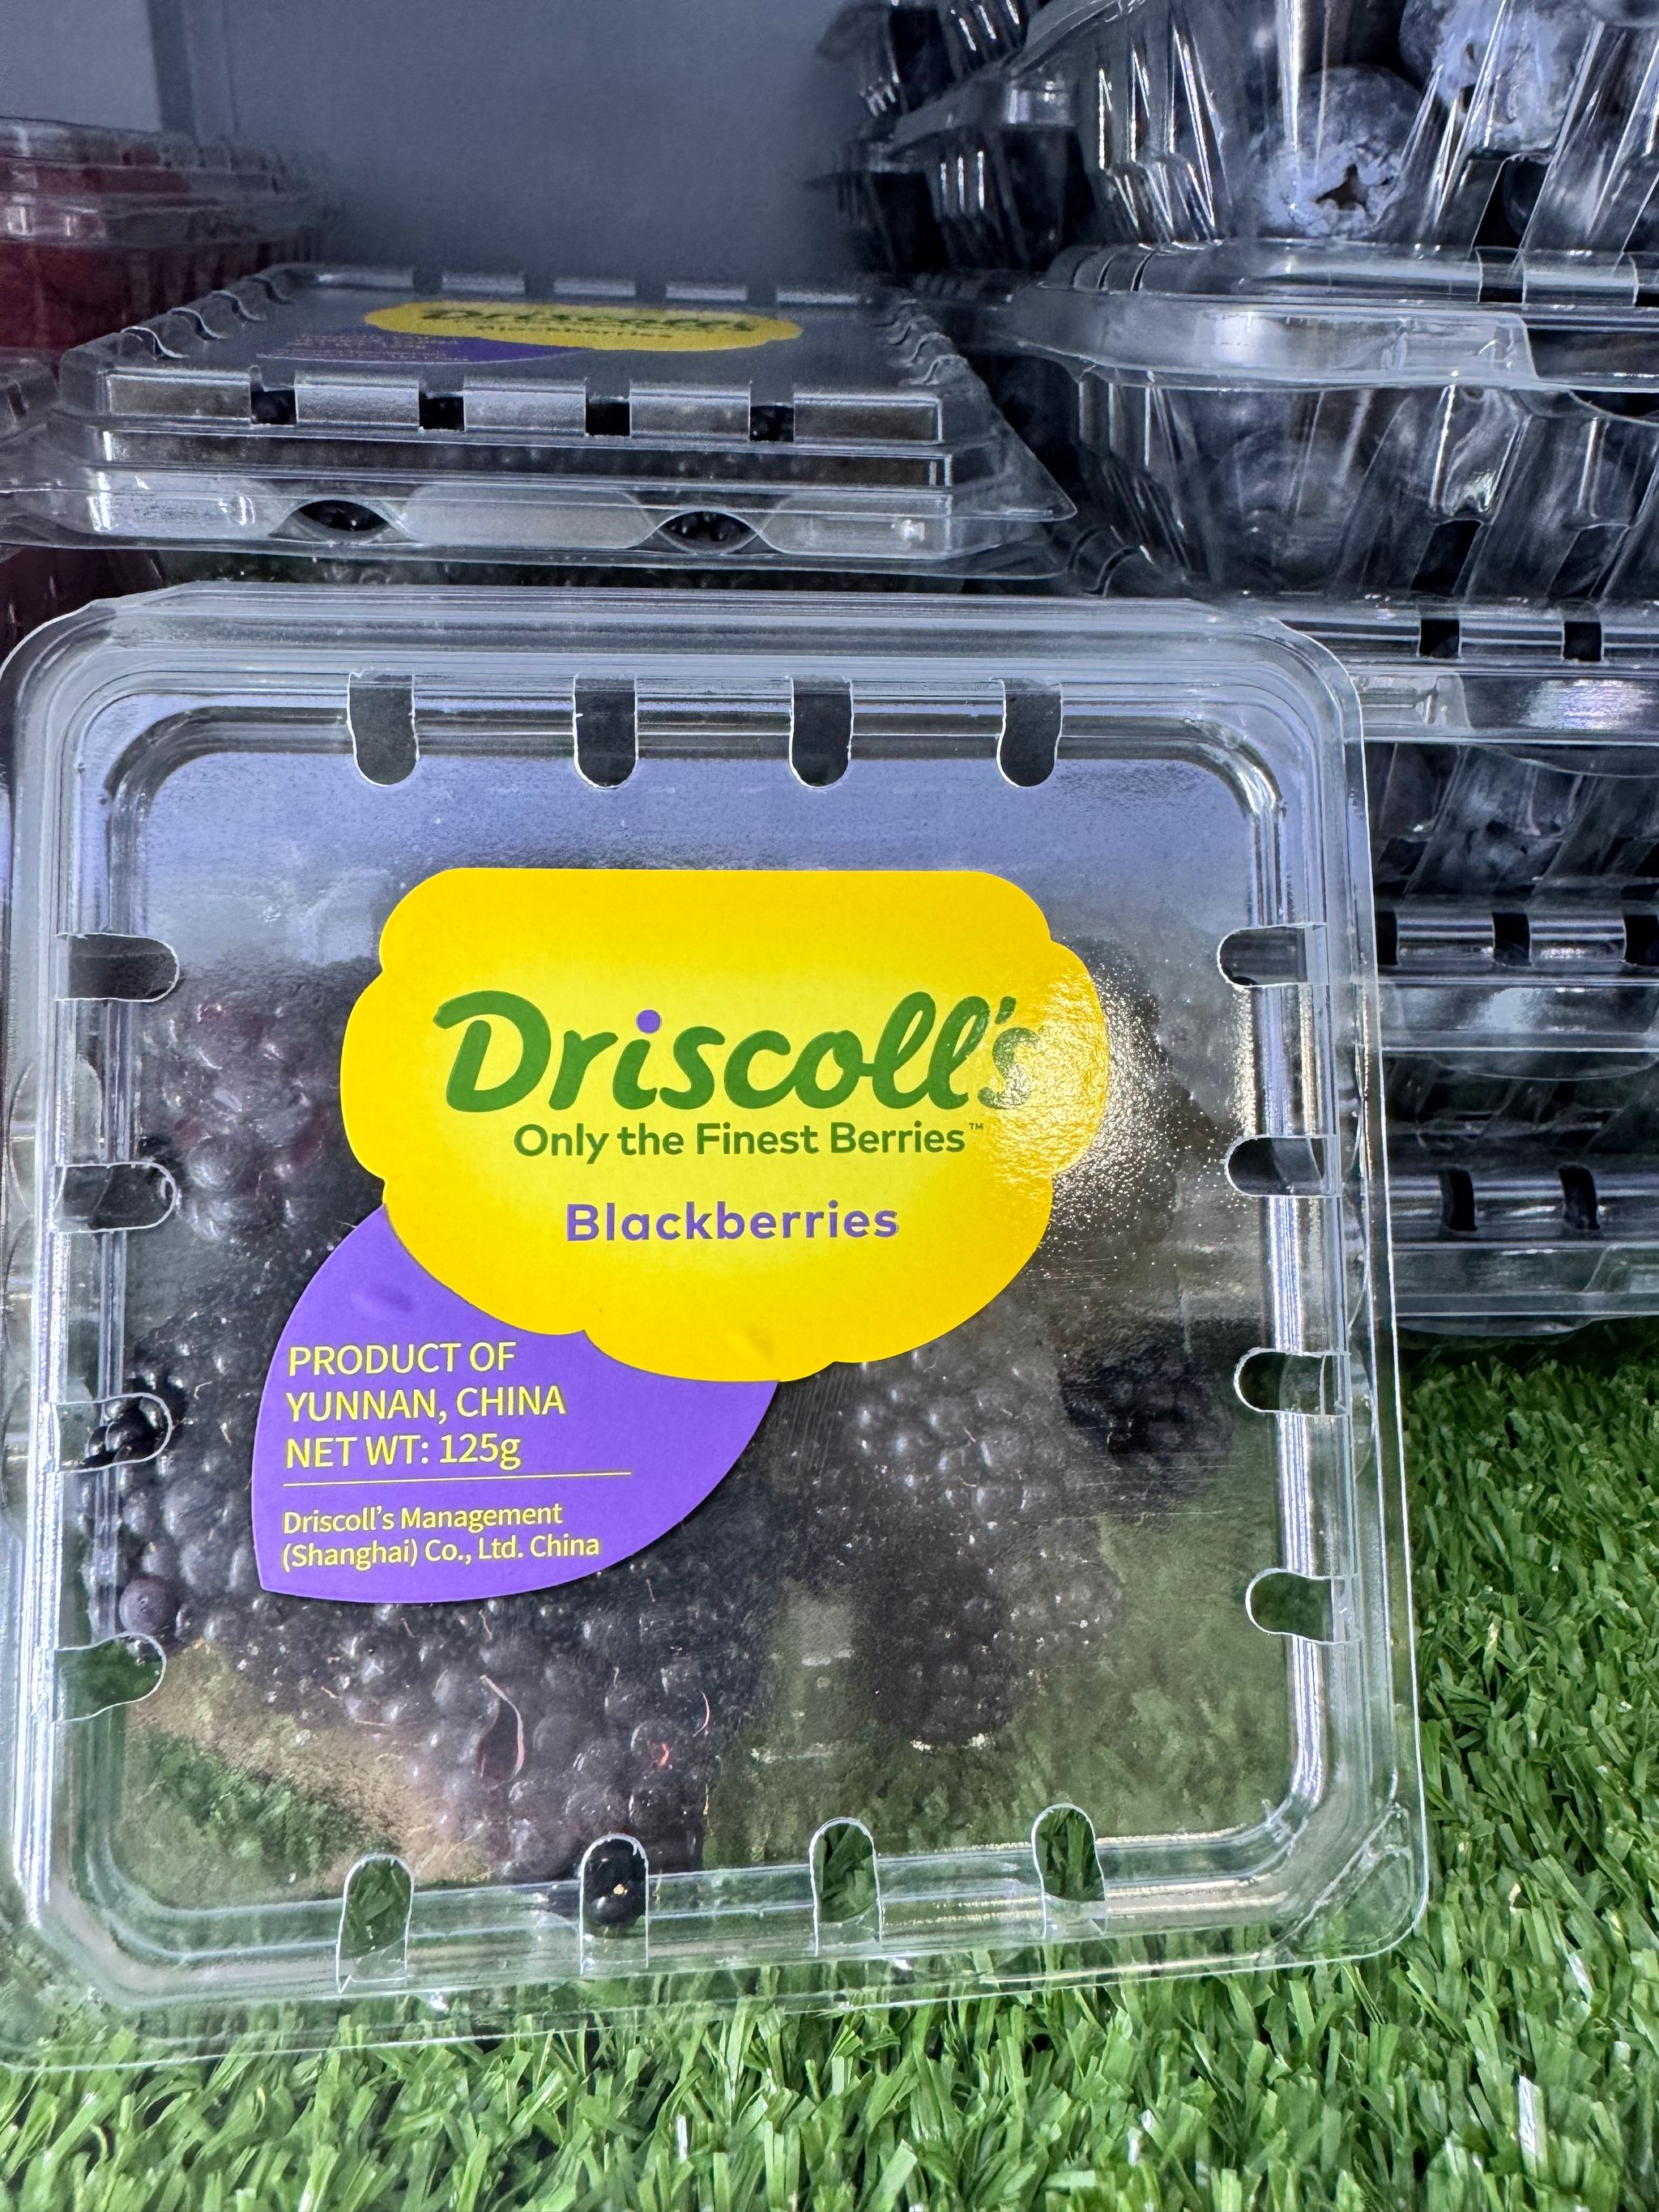 Driscoll's
Only the Finest Berries™
Blackberries
PRODUCT OF
YUNNAN, CHINA
NET WT: 125g
Driscoll's Management
(Shanghai) Co., Ltd. China